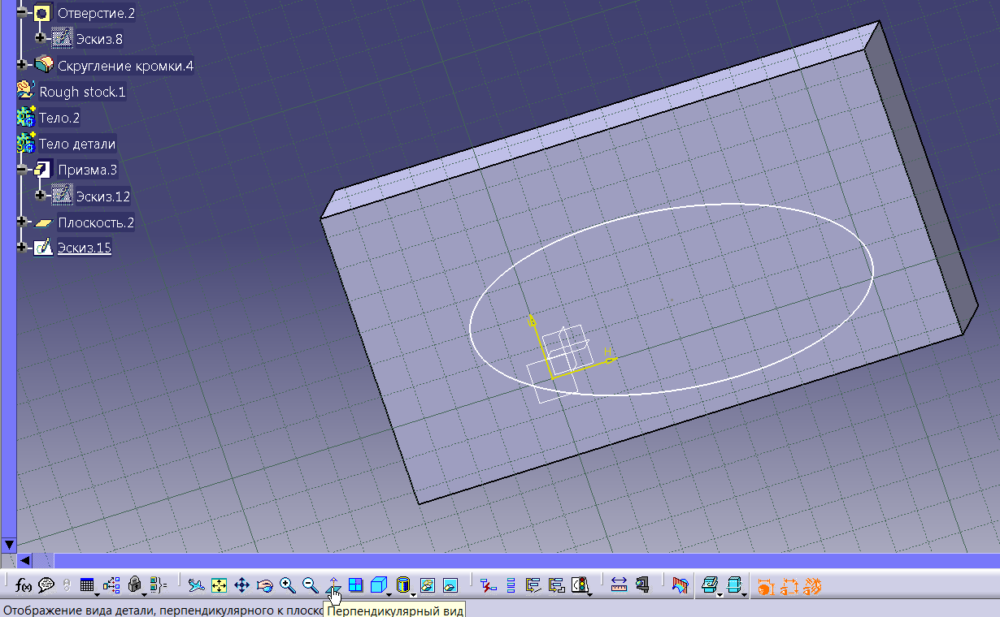 Отверстие.2
Эскиз.8
Скругление кромки.4
Rough stock.1
Тело.2
Тело детали
Призма.3
Эскиз.12
Плоскость.2
Эскиз.15
H
f(x)
Отображение вида детали, перпендикулярного к плоско
Перпендикулярный вид